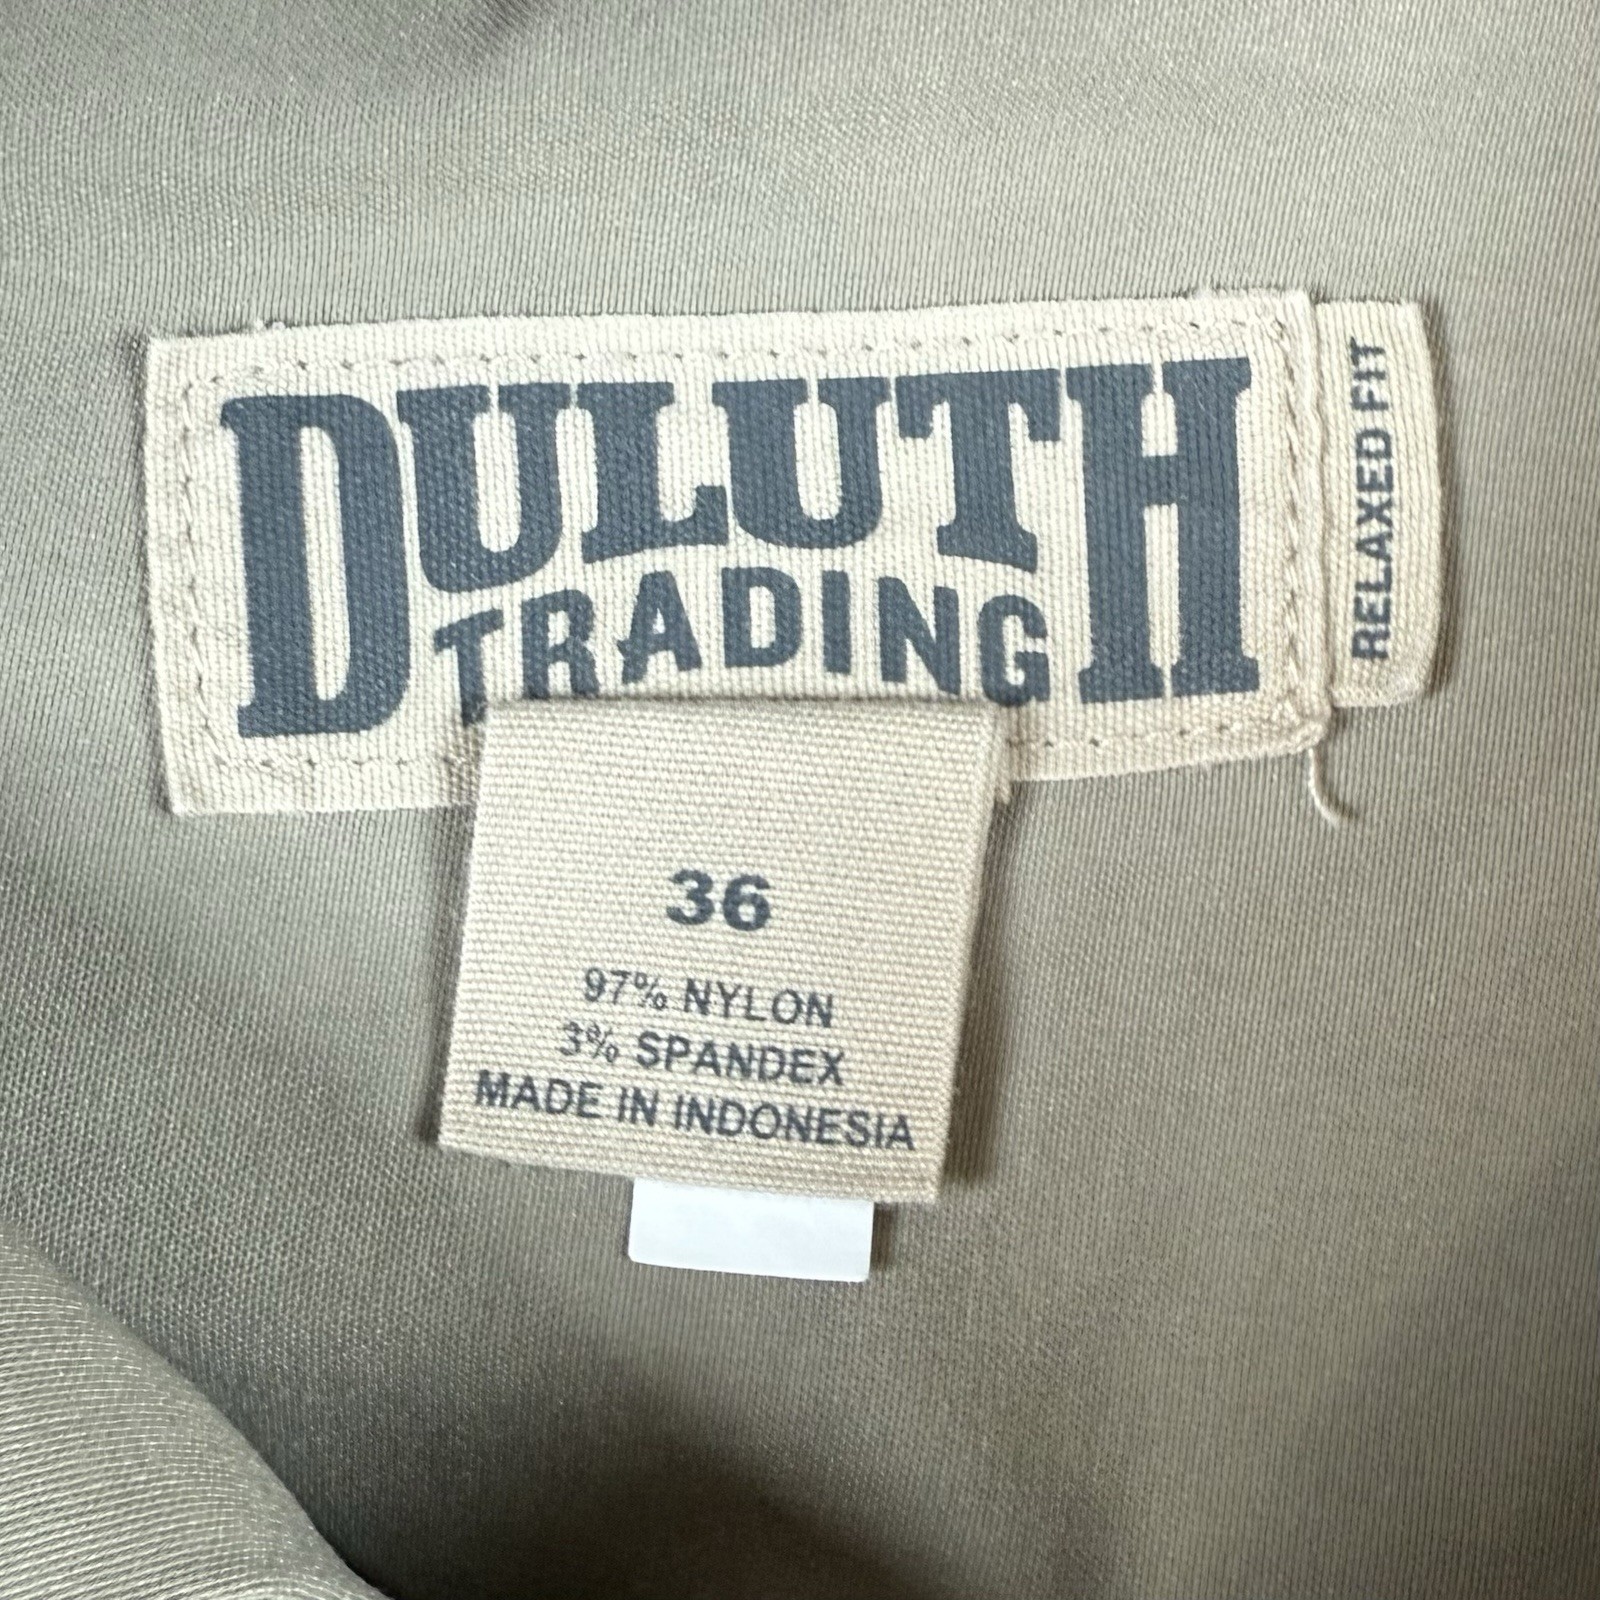 DULUTH
TRADING
RELAXED FIT
36
97% NYLON
3% SPANDEX
MADE IN INDONESIA